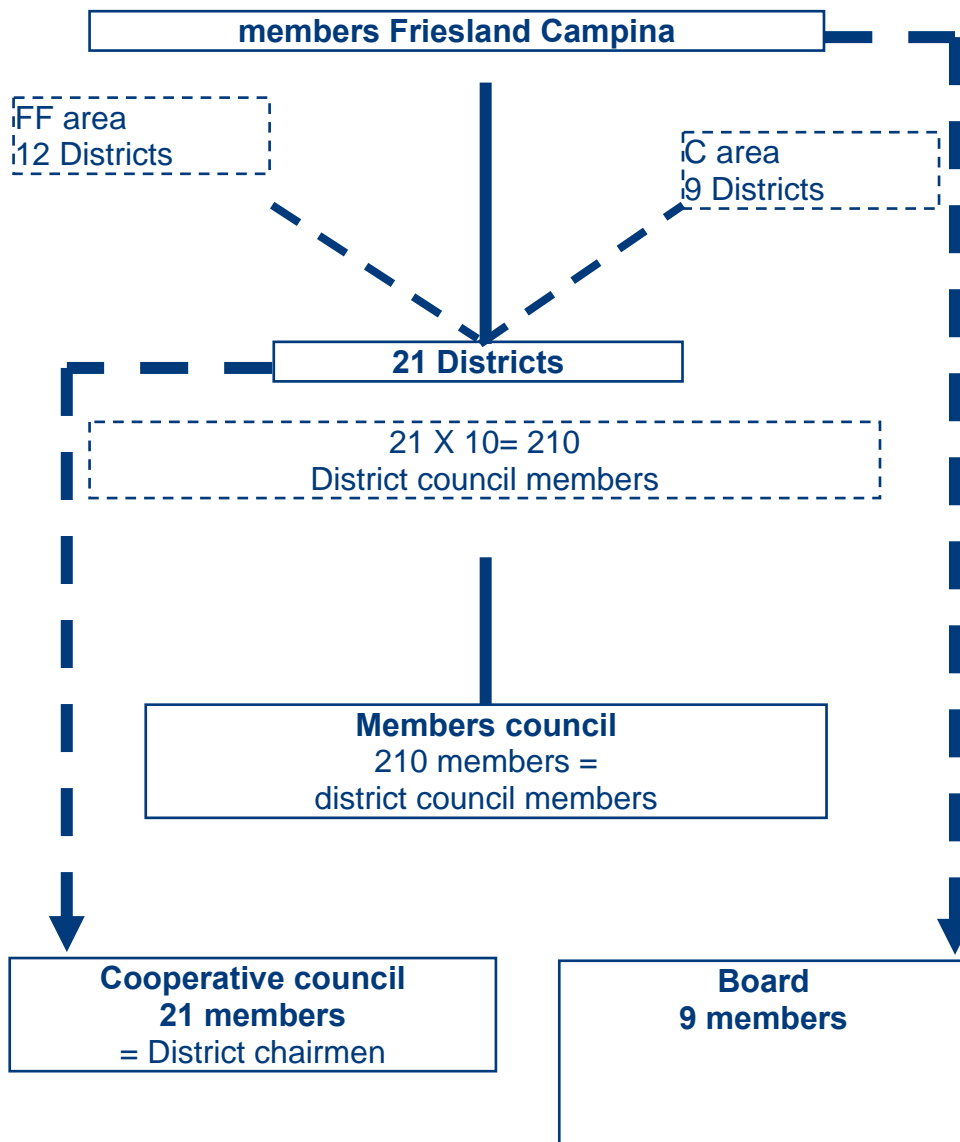 members Friesland Campina
FF area
12 Districts
C area
9 Districts
21 Districts
21 X 10= 210
District council members
Members council
210 members =
district council members
Cooperative council
21 members
= District chairmen
Board
9 members